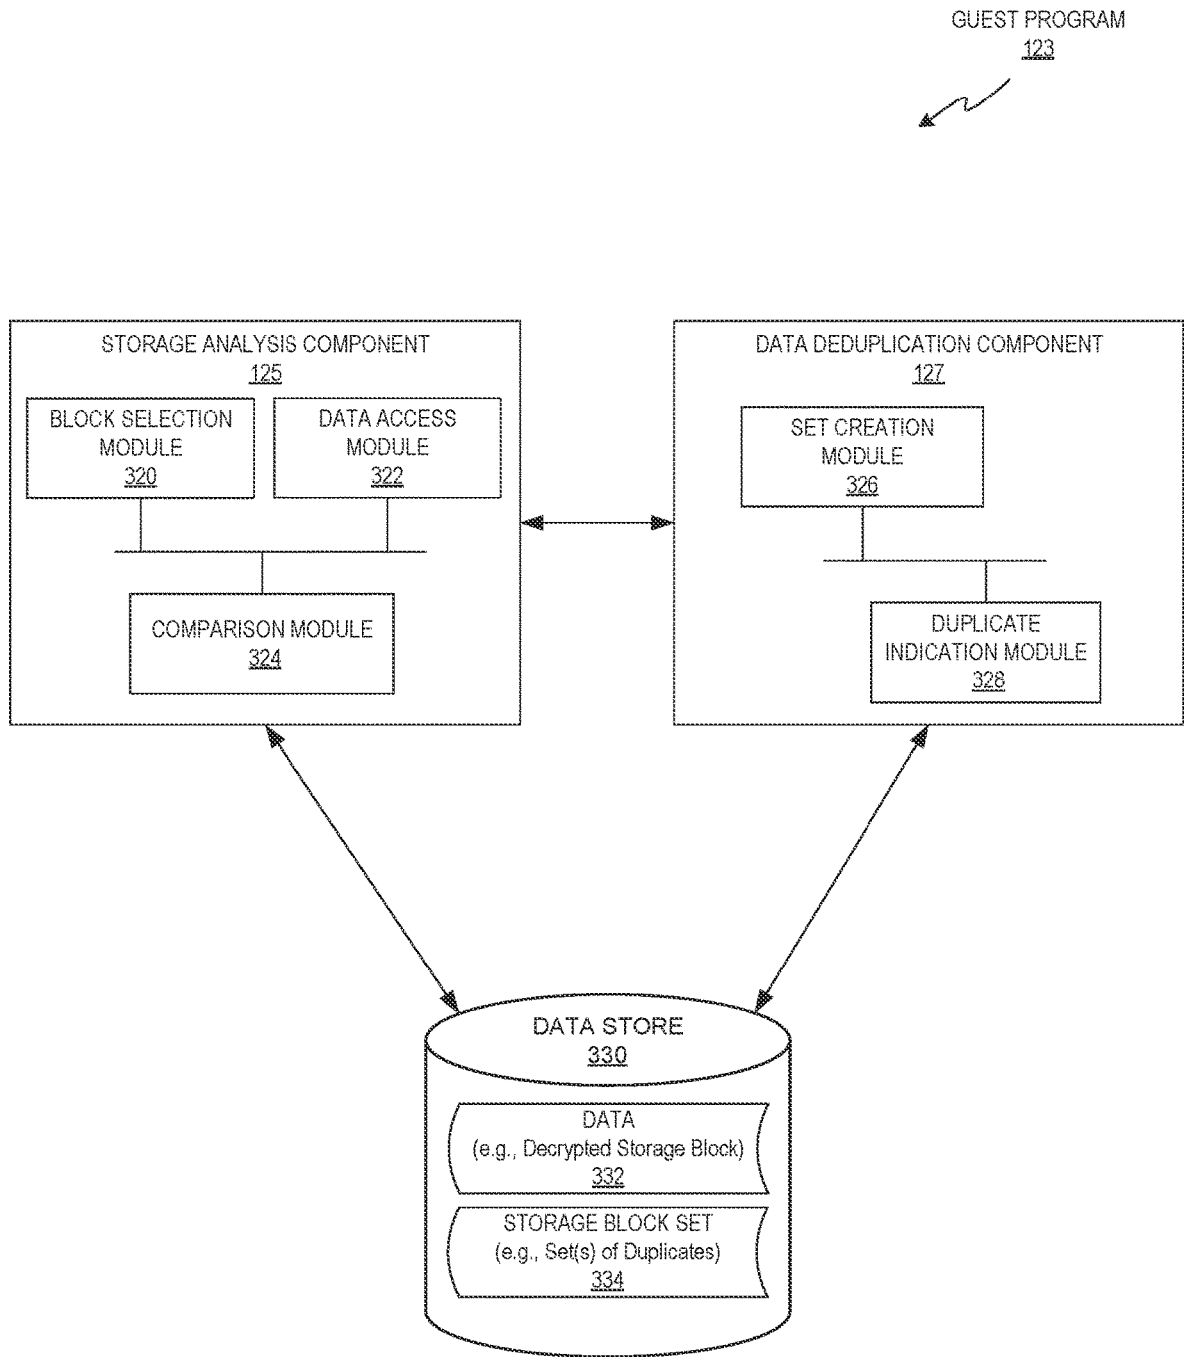 GUEST PROGRAM
123
STORAGE ANALYSIS COMPONENT
125
BLOCK SELECTION
MODULE
320
DATA ACCESS
MODULE
322
COMPARISON MODULE
324
DATA DEDUPLICATION COMPONENT
127
SET CREATION
MODULE
326
DUPLICATE
INDICATION MODULE
328
DATA STORE
330
DATA
(e.g., Decrypted Storage Block)
332
STORAGE BLOCK SET
(e.g., Set(s) of Duplicates)
334